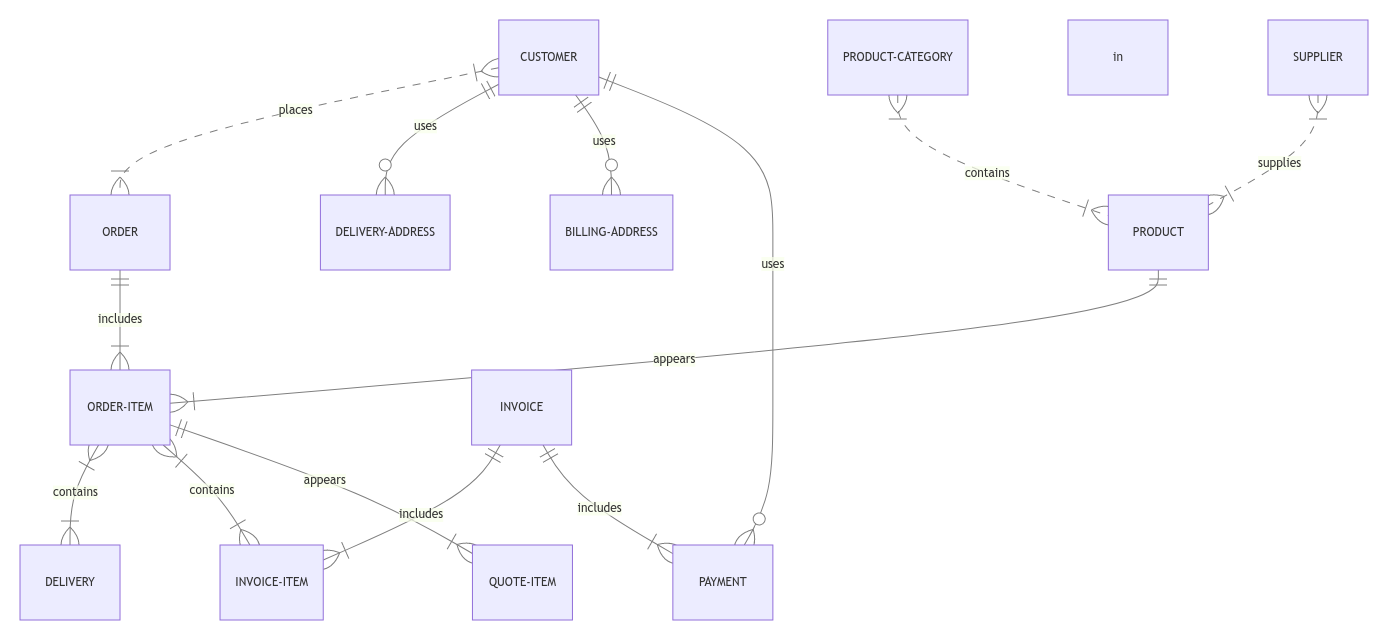 CUSTOMER
PRODUCT-CATEGORY
in
SUPPLIER
places
uses
uses
contains
supplies
ORDER
DELIVERY-ADDRESS
BILLING-ADDRESS
PRODUCT
uses
includes
appears
ORDER-ITEM
INVOICE
contains
contains
appears
includes
includes
DELIVERY
INVOICE-ITEM
QUOTE-ITEM
PAYMENT